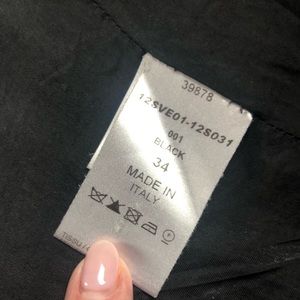 39878
12SVE01-12S031
001
BLACK
34
MADE IN
ITALY